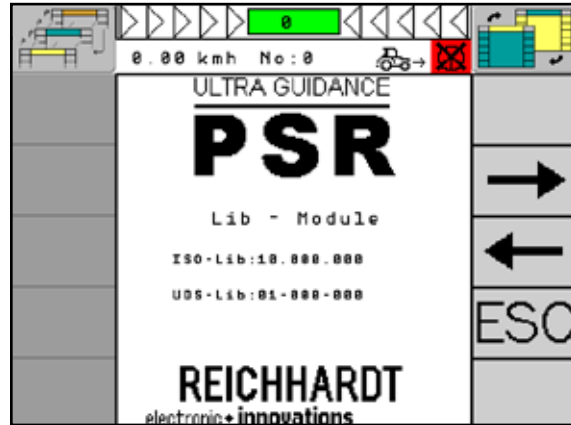 0
0.00 kmh No:0
ULTRA GUIDANCE
PSR
Lib - Module
ISO-Lib:10.000.000
UDS-Lib:01-000-000
ESC
REICHHARDT
electronic+innovations